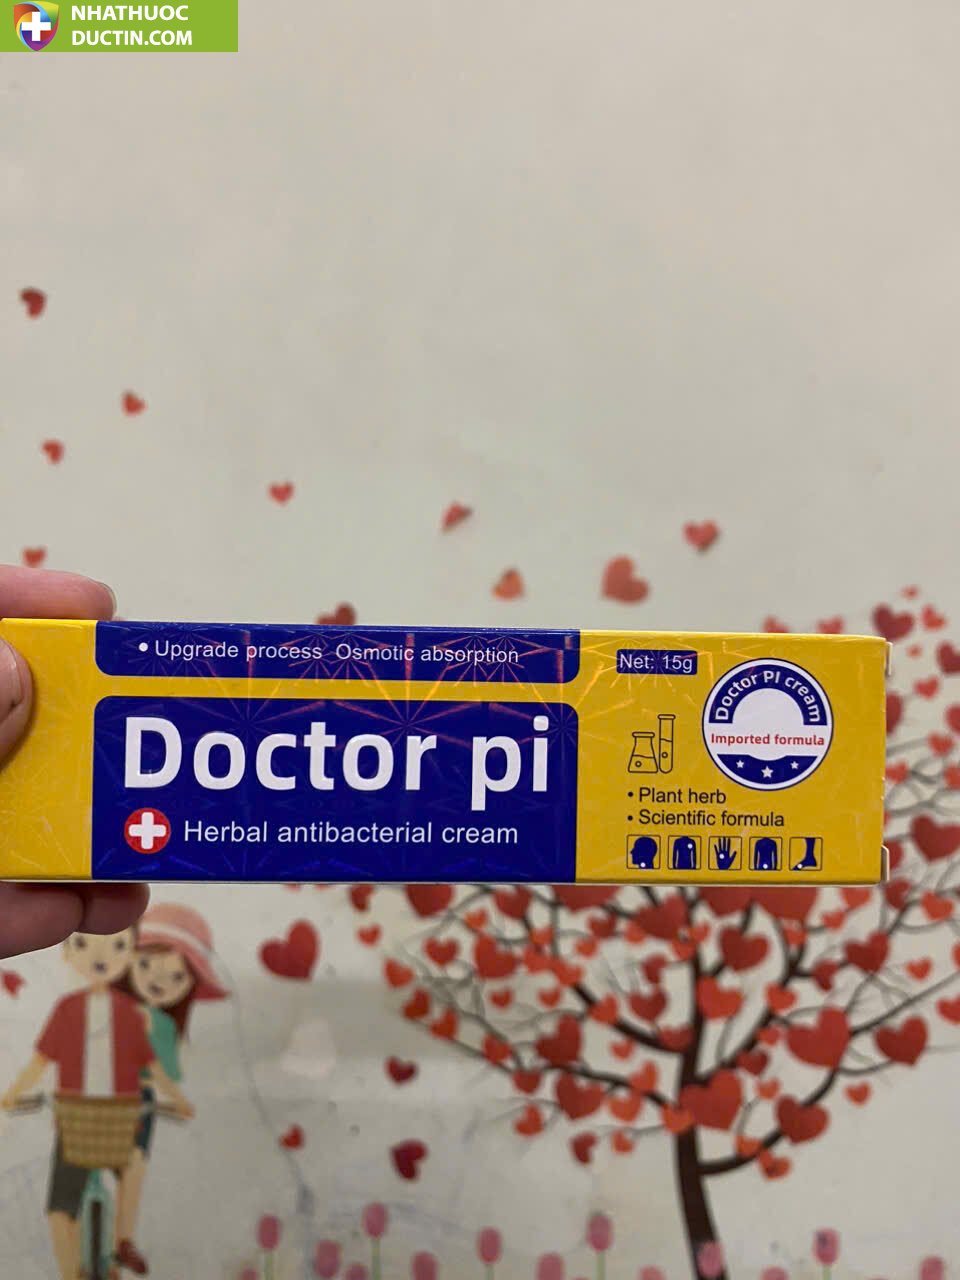 NHATHUOC
DUCTIN.COM
• Upgrade process Osmotic absorption
Doctor pi
Herbal antibacterial cream
Net: 15g
Doctor PI cream
Imported formula
• Plant herb
• Scientific formula